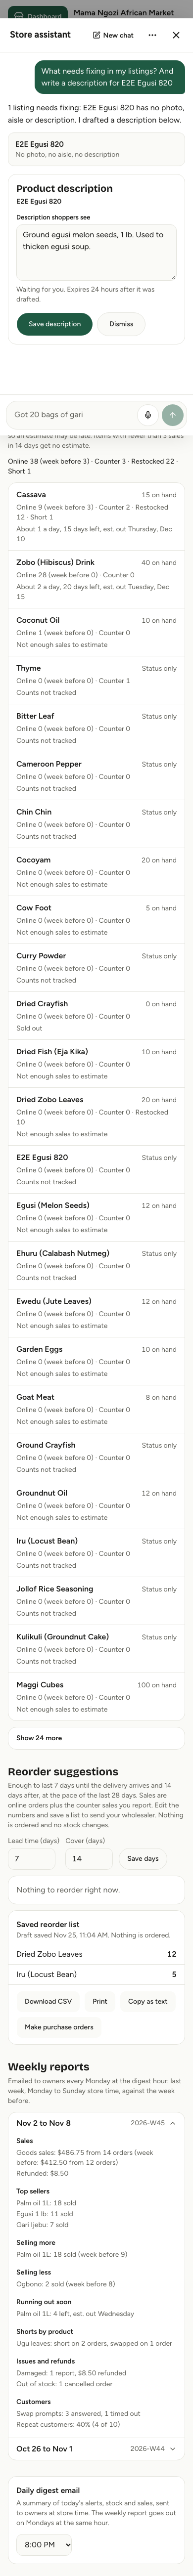 Dashboard
Mama Nozi African Market
Store assistant
New chat
What needs fixing in my listings? And
write a description for E2E Egusi 820
1 listing needs fixing: E2E Egusi 820 has no photo,
aisle or description. I drafted a description below.
E2E Egusi 820
No photo, no aisle, no description
Product description
E2E Egusi 820
Description shoppers see
Ground egusi melon seeds, 1 lb. Used to
thicken egusi soup.
Waiting for you. Expires 24 hours after it was
drafted.
Save description
Dismiss
Got 20 bags of gari
so an estimate may be late. Items with fewer than 3 sales
in 14 days get no estimate.
Online 38 (week before 3) · Counter 3 · Restocked 22 ·
Short 1
Cassava
15 on hand
Online 9 (week before 3) · Counter 2 · Restocked
12 · Short 1
About 1 a day, 15 days left, est. out Thursday, Dec
10
Zobo (Hibiscus) Drink
40 on hand
Online 28 (week before 0) · Counter 0
About 2 a day, 20 days left, est. out Tuesday, Dec
15
Coconut Oil
10 on hand
Online 1 (week before 0) · Counter 0
Not enough sales to estimate
Thyme
Status only
Online 0 (week before 0) · Counter 1
Counts not tracked
Bitter Leaf
Status only
Online 0 (week before 0) · Counter 0
Counts not tracked
Cameroon Pepper
Status only
Online 0 (week before 0) · Counter 0
Counts not tracked
Chin Chin
Status only
Online 0 (week before 0) · Counter 0
Counts not tracked
Cocoyam
20 on hand
Online 0 (week before 0) · Counter 0
Not enough sales to estimate
Cow Foot
5 on hand
Online 0 (week before 0) · Counter 0
Not enough sales to estimate
Curry Powder
Status only
Online 0 (week before 0) · Counter 0
Counts not tracked
Dried Crayfish
0 on hand
Online 0 (week before 0) · Counter 0
Sold out
Dried Fish (Eja Kika)
10 on hand
Online 0 (week before 0) · Counter 0
Not enough sales to estimate
Dried Zobo Leaves
20 on hand
Online 0 (week before 0) · Counter 0 · Restocked
10
Not enough sales to estimate
E2E Egusi 820
Status only
Online 0 (week before 0) · Counter 0
Counts not tracked
Egusi (Melon Seeds)
12 on hand
Online 0 (week before 0) · Counter 0
Not enough sales to estimate
Ehuru (Calabash Nutmeg)
Status only
Online 0 (week before 0) · Counter 0
Counts not tracked
Ewedu (Jute Leaves)
12 on hand
Online 0 (week before 0) · Counter 0
Not enough sales to estimate
Garden Eggs
10 on hand
Online 0 (week before 0) · Counter 0
Not enough sales to estimate
Goat Meat
8 on hand
Online 0 (week before 0) · Counter 0
Not enough sales to estimate
Ground Crayfish
Status only
Online 0 (week before 0) · Counter 0
Counts not tracked
Groundnut Oil
12 on hand
Online 0 (week before 0) · Counter 0
Not enough sales to estimate
Iru (Locust Bean)
Status only
Online 0 (week before 0) · Counter 0
Counts not tracked
Jollof Rice Seasoning
Status only
Online 0 (week before 0) · Counter 0
Counts not tracked
Kulikuli (Groundnut Cake)
Status only
Online 0 (week before 0) · Counter 0
Counts not tracked
Maggi Cubes
100 on hand
Online 0 (week before 0) · Counter 0
Not enough sales to estimate
Show 24 more
Reorder suggestions
Enough to last 7 days until the delivery arrives and 14
days after, at the pace of the last 28 days. Sales are
online orders plus the counter sales you report. Edit the
numbers and save a list to send your wholesaler. Nothing
is ordered and no stock changes.
Lead time (days)
Cover (days)
7
14
Save days
Nothing to reorder right now.
Saved reorder list
Draft saved Nov 25, 11:04 AM. Nothing is ordered.
Dried Zobo Leaves
12
Iru (Locust Bean)
5
Download CSV
Print
Copy as text
Make purchase orders
Weekly reports
Emailed to owners every Monday at the digest hour: last
week, Monday to Sunday store time, against the week
before.
Nov 2 to Nov 8
2026-W45
Sales
Goods sales: $486.75 from 14 orders (week
before: $412.50 from 12 orders)
Refunded: $8.50
Top sellers
Palm oil 1L: 18 sold
Egusi 1 lb: 11 sold
Gari Ijebu: 7 sold
Selling more
Palm oil 1L: 18 sold (week before 9)
Selling less
Ogbono: 2 sold (week before 8)
Running out soon
Palm oil 1L: 4 left, est. out Wednesday
Shorts by product
Ugu leaves: short on 2 orders, swapped on 1 order
Issues and refunds
Damaged: 1 report, $8.50 refunded
Out of stock: 1 cancelled order
Customers
Swap prompts: 3 answered, 1 timed out
Repeat customers: 40% (4 of 10)
Oct 26 to Nov 1
2026-W44
Daily digest email
A summary of today's alerts, stock and sales, sent
to owners at store time. The weekly report goes out
on Mondays at the same hour.
8:00 PM